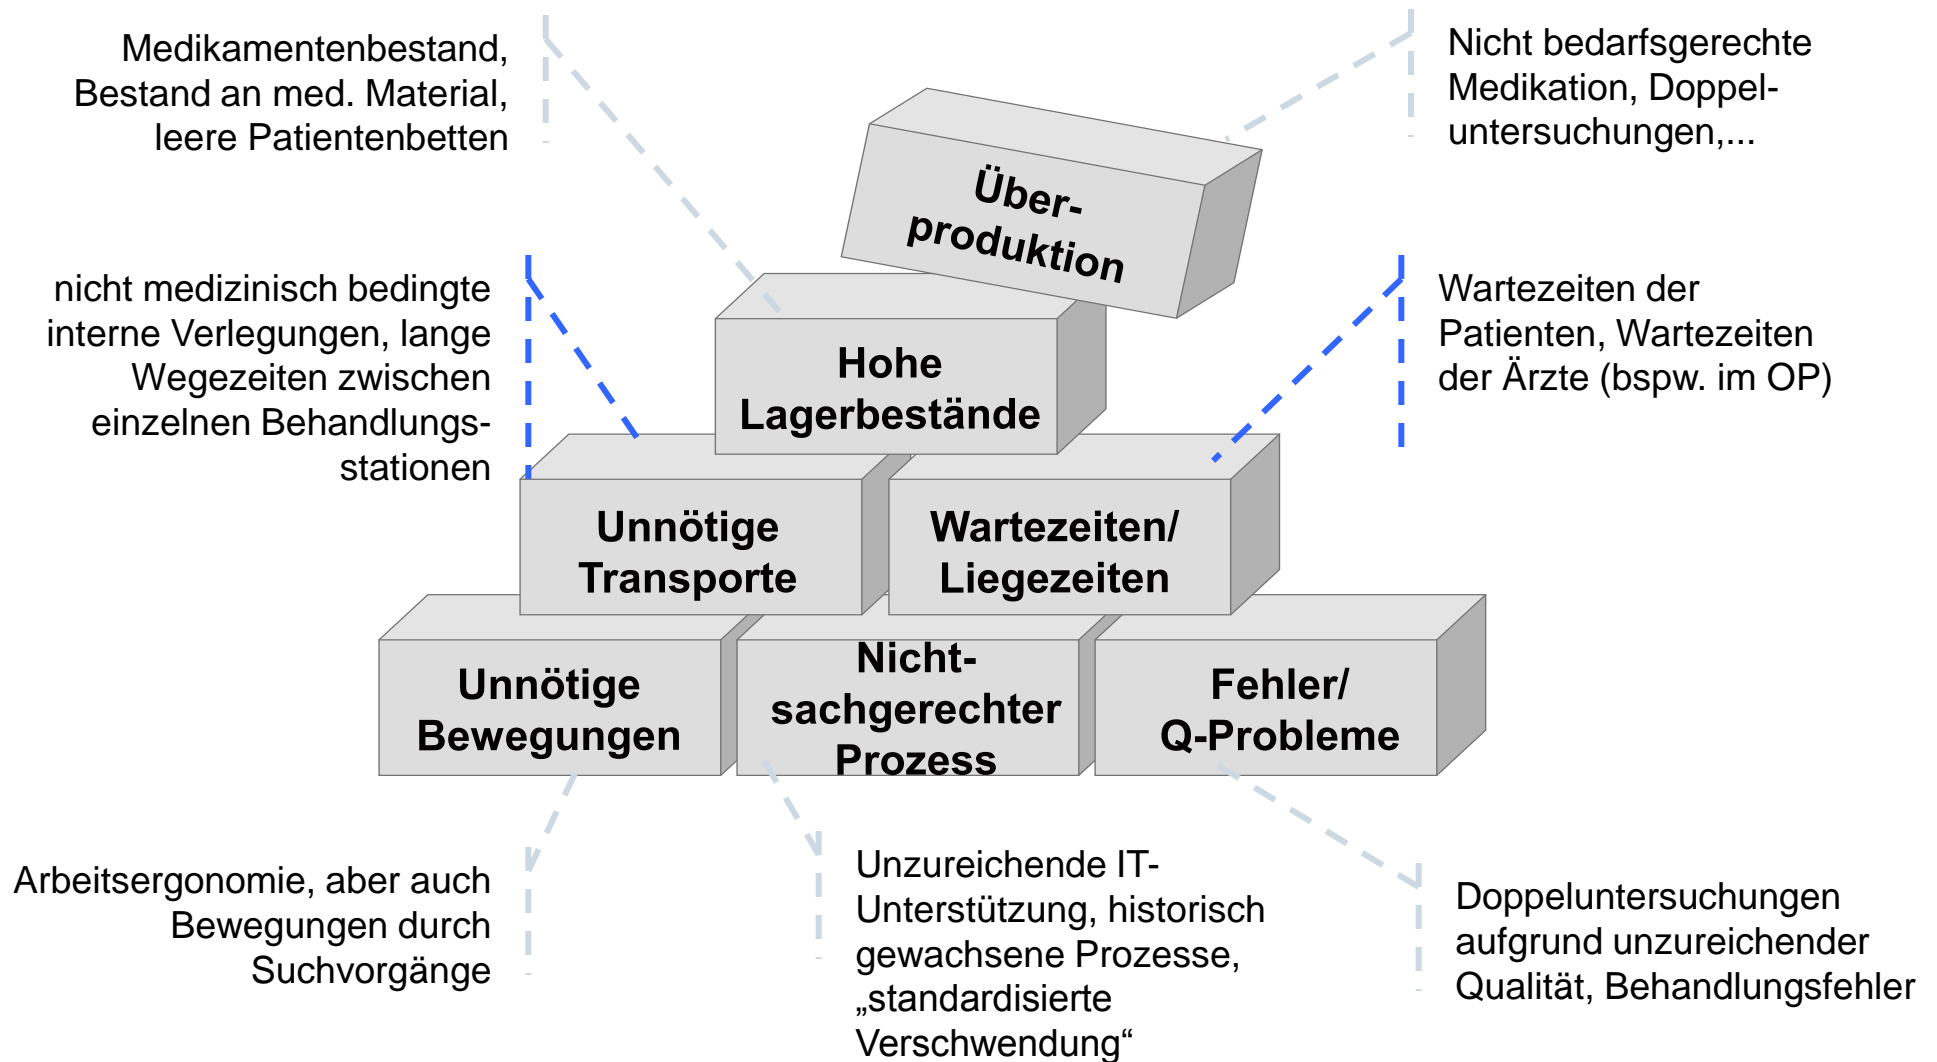 Medikamentenbestand,
Bestand an med. Material,
leere Patientenbetten
Nicht bedarfsgerechte
Medikation, Doppel-
untersuchungen,...
Über-
produktion
nicht medizinisch bedingte
interne Verlegungen, lange
Wegezeiten zwischen
einzelnen Behandlungs-
stationen
Hohe
Lagerbestände
Wartezeiten der
Patienten, Wartezeiten
der Ärzte (bspw. im OP)
Unnötige
Transporte
Wartezeiten/
Liegezeiten
Unnötige
Bewegungen
Nicht-
sachgerechter
Prozess
Fehler/
Q-Probleme
Arbeitsergonomie, aber auch
Bewegungen durch
Suchvorgänge
Unzureichende IT-
Unterstützung, historisch
gewachsene Prozesse,
„standardisierte
Verschwendung“
Doppeluntersuchungen
aufgrund unzureichender
Qualität, Behandlungsfehler